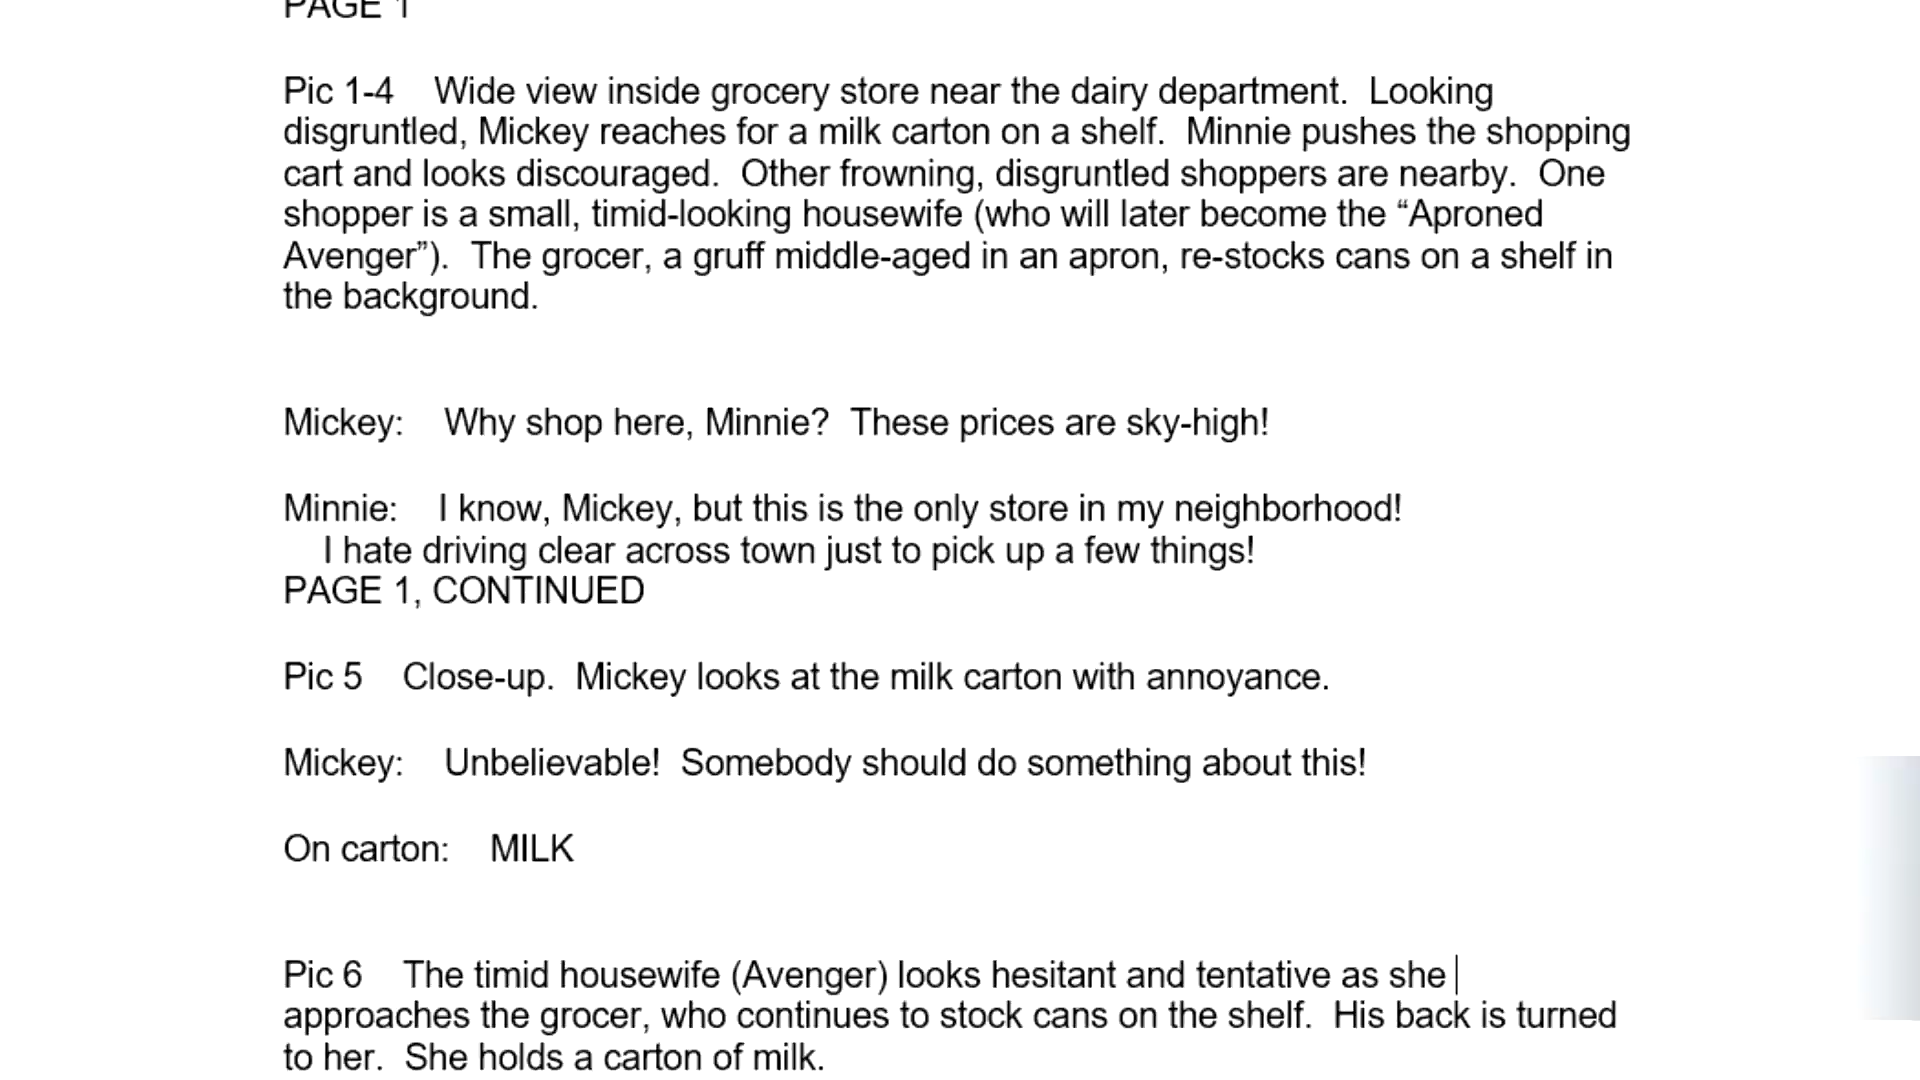 PAGE 1
Pic 1-4    Wide view inside grocery store near the dairy department.  Looking
disgruntled, Mickey reaches for a milk carton on a shelf.  Minnie pushes the shopping
cart and looks discouraged.  Other frowning, disgruntled shoppers are nearby.  One
shopper is a small, timid-looking housewife (who will later become the “Aproned
Avenger”).  The grocer, a gruff middle-aged in an apron, re-stocks cans on a shelf in
the background.
Mickey:    Why shop here, Minnie?  These prices are sky-high!
Minnie:    I know, Mickey, but this is the only store in my neighborhood!
I hate driving clear across town just to pick up a few things!
PAGE 1, CONTINUED
Pic 5    Close-up.  Mickey looks at the milk carton with annoyance.
Mickey:    Unbelievable!  Somebody should do something about this!
On carton:    MILK
Pic 6    The timid housewife (Avenger) looks hesitant and tentative as she
approaches the grocer, who continues to stock cans on the shelf.  His back is turned
to her.  She holds a carton of milk.